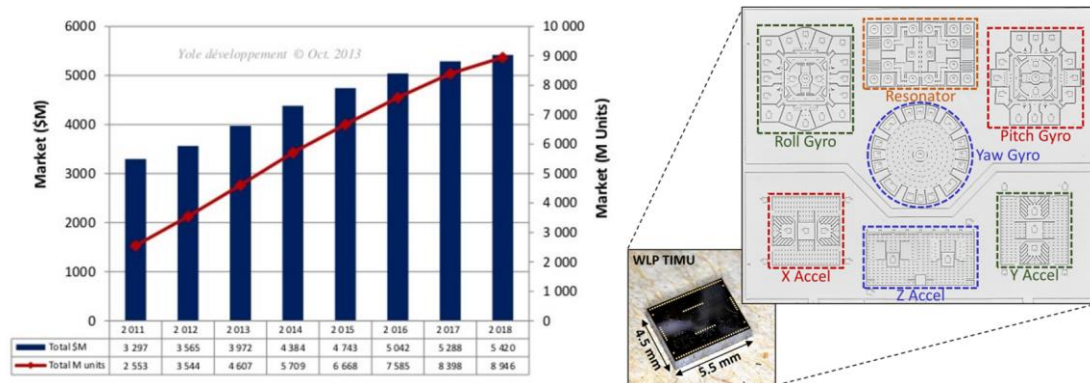 Yole développement © Oct. 2013
Market ($M)
6000
5000
4000
3000
2000
1000
0
10 000
9 000
8 000
7 000
6 000
5 000
4 000
3 000
2 000
1 000
0
Market (M Units)
2 011 2 012 2 013 2 014 2 015 2 016 2 017 2 018
Total $M 3 297 3 565 3 972 4 384 4 743 5 042 5 288 5 420
Total M units 2 553 3 544 4 607 5 709 6 668 7 585 8 398 8 946
Roll Gyro
Resonator
Pitch Gyro
Yaw Gyro
X Accel
Z Accel
Y Accel
WLP TIMU
4.5 mm
5.5 mm